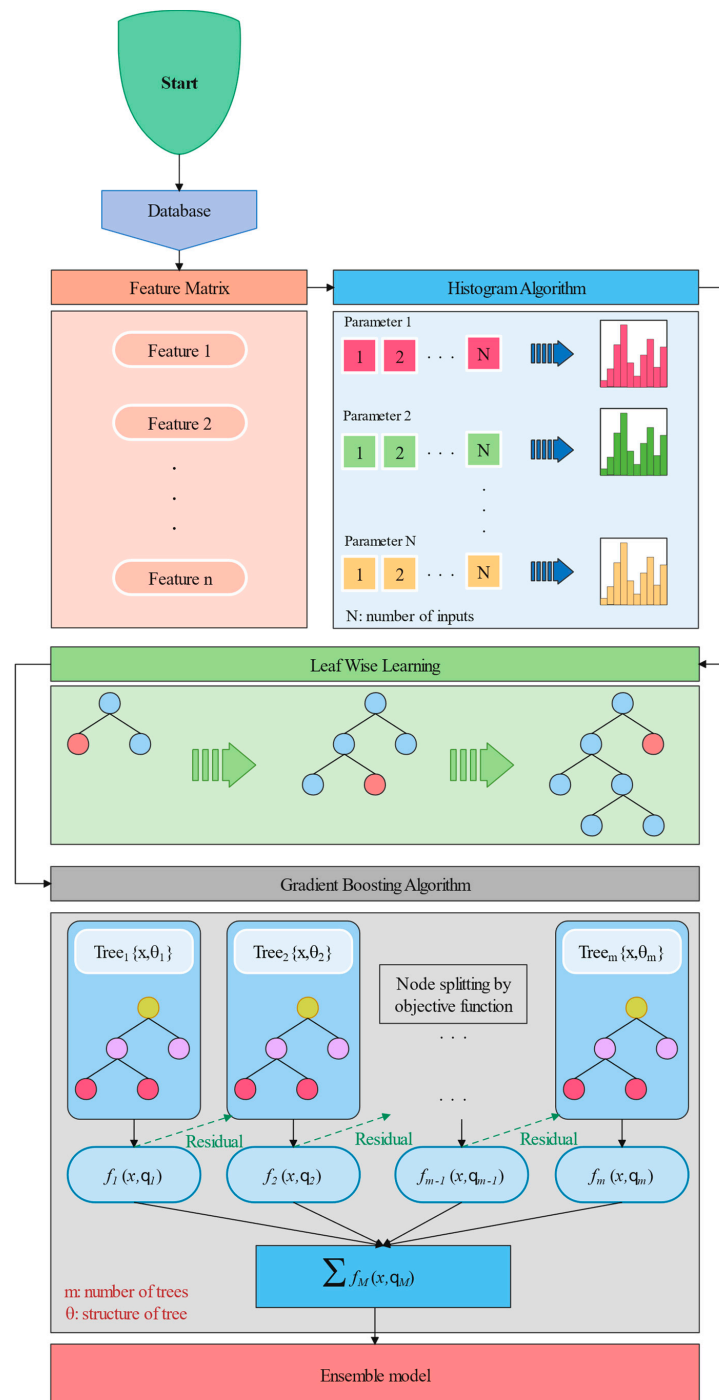 Start
Database
Feature Matrix
Histogram Algorithm
Feature 1
Feature 2
.
.
.
Feature n
Parameter 1
1 2 . . . N
Parameter 2
1 2 . . . N
.
.
.
Parameter N
1 2 . . . N
N: number of inputs
Leaf Wise Learning
Gradient Boosting Algorithm
Tree₁{x,θ₁}
Tree₂{x,θ₂}
Node splitting by
objective function
. . .
. . .
Treeₘ{x,θₘ}
Residual
Residual
Residual
f₁(x,q₁)
f₂(x,q₂)
fₘ₋₁(x,qₘ₋₁)
fₘ(x,qₘ)
∑ f_M(x,q_M)
m: number of trees
θ: structure of tree
Ensemble model